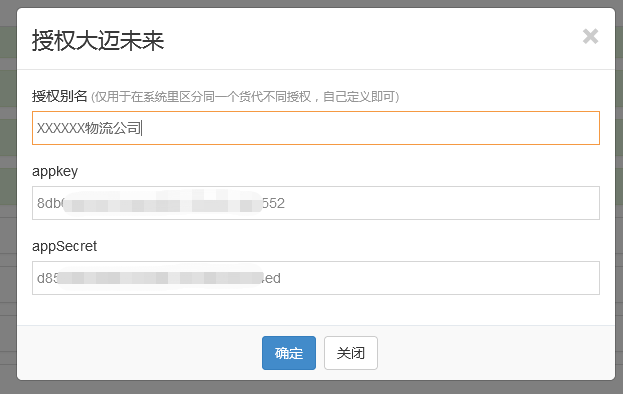 授权大迈未来
×
授权别名 (仅用于在系统里区分同一个货代不同授权，自己定义即可)
XXXXXX物流公司
appkey
8db 552
appSecret
d85 4ed
确定 关闭